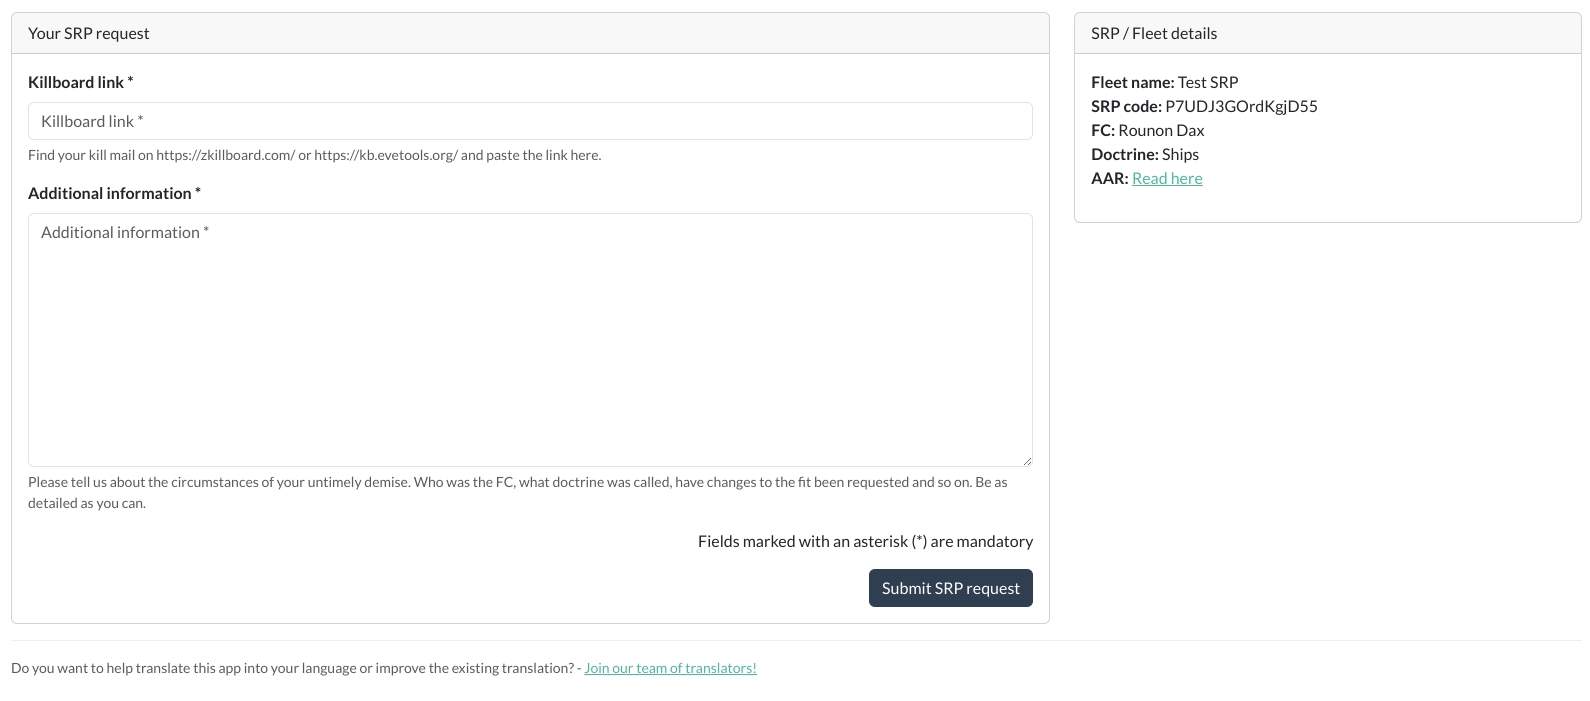 Your SRP request
Killboard link *
Killboard link *
Find your kill mail on https://zkillboard.com/ or https://kb.evetools.org/ and paste the link here.
Additional information *
Additional information *
Please tell us about the circumstances of your untimely demise. Who was the FC, what doctrine was called, have changes to the fit been requested and so on. Be as
detailed as you can.
Fields marked with an asterisk (*) are mandatory
Submit SRP request
SRP / Fleet details
Fleet name: Test SRP
SRP code: P7UDJ3GOrdKgjD55
FC: Rounon Dax
Doctrine: Ships
AAR: Read here
Do you want to help translate this app into your language or improve the existing translation? - Join our team of translators!